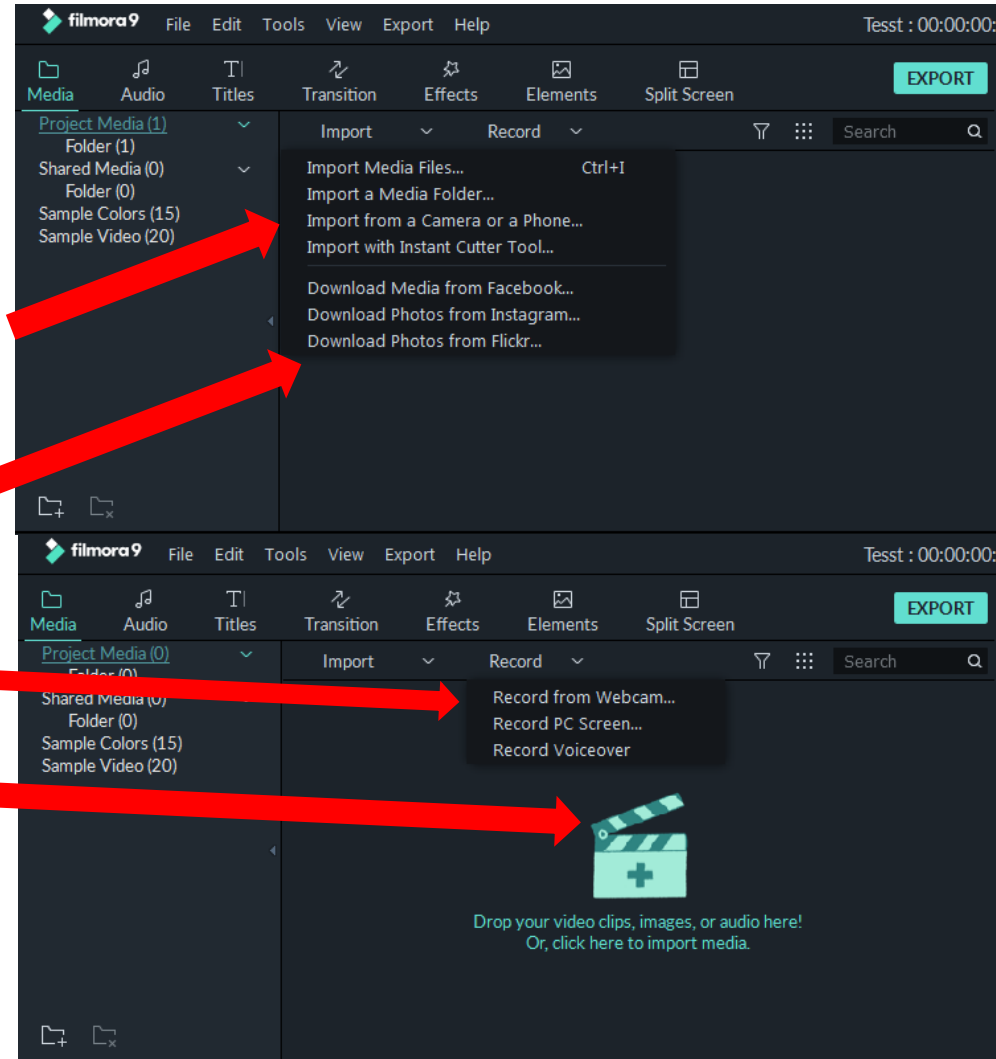 filmora9 File Edit Tools View Export Help Tesst : 00:00:00:
Media Audio Titles Transition Effects Elements Split Screen EXPORT
Project Media (1) Import Record Search
Folder (1)
Shared Media (0)
Folder (0)
Sample Colors (15)
Sample Video (20)
Import Media Files... Ctrl+I
Import a Media Folder...
Import from a Camera or a Phone...
Import with Instant Cutter Tool...
Download Media from Facebook...
Download Photos from Instagram...
Download Photos from Flickr...
filmora9 File Edit Tools View Export Help Tesst : 00:00:00:
Media Audio Titles Transition Effects Elements Split Screen EXPORT
Project Media (0) Import Record Search
Folder (0)
Shared Media (0)
Folder (0)
Sample Colors (15)
Sample Video (20)
Record from Webcam...
Record PC Screen...
Record Voiceover
Drop your video clips, images, or audio here!
Or, click here to import media.